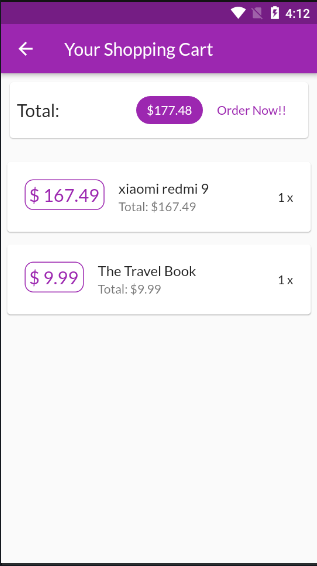 4:12
Your Shopping Cart
Total: $177.48 Order Now!!
$ 167.49 xiaomi redmi 9 1 x
Total: $167.49
$ 9.99 The Travel Book 1 x
Total: $9.99